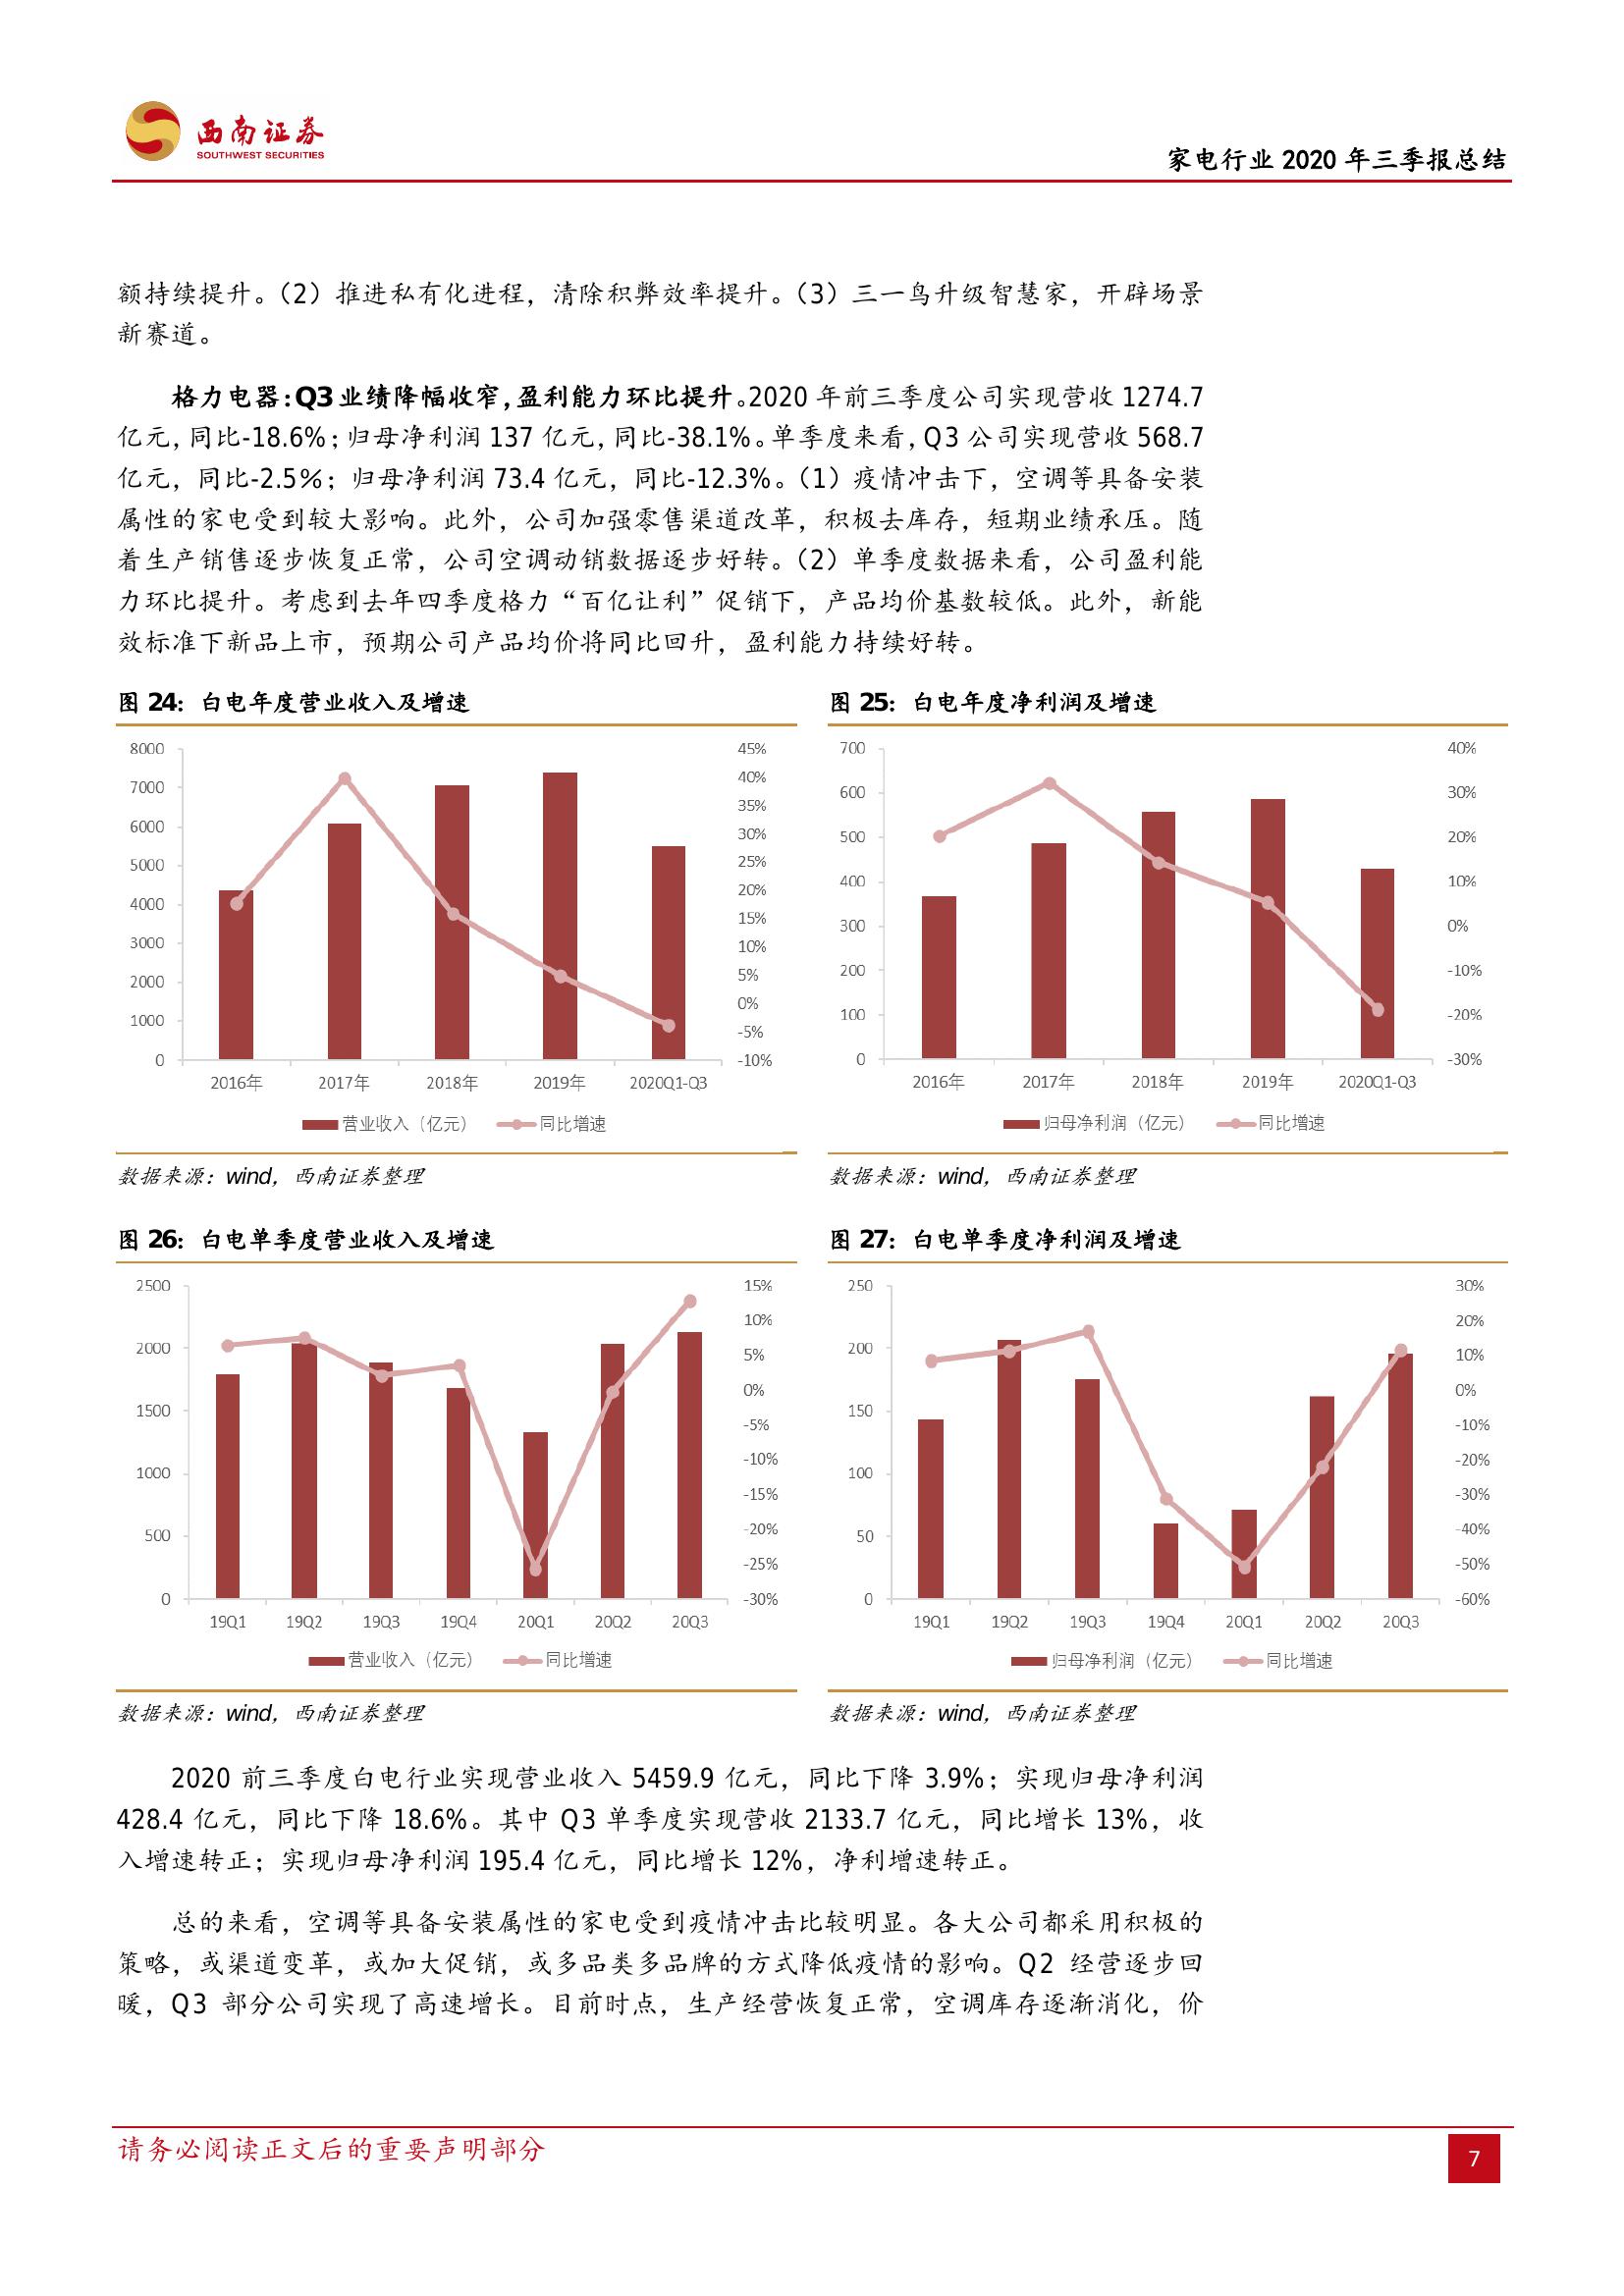 西南证券
SOUTHWEST SECURITIES
家电行业 2020 年三季报总结
额持续提升。（2）推进私有化进程，清除积弊效率提升。（3）三一鸟升级智慧家，开辟场景
新赛道。
格力电器：Q3 业绩降幅收窄，盈利能力环比提升。2020 年前三季度公司实现营收 1274.7
亿元，同比-18.6%；归母净利润 137 亿元，同比-38.1%。单季度来看，Q3 公司实现营收 568.7
亿元，同比-2.5%；归母净利润 73.4 亿元，同比-12.3%。（1）疫情冲击下，空调等具备安装
属性的家电受到较大影响。此外，公司加强零售渠道改革，积极去库存，短期业绩承压。随
着生产销售逐步恢复正常，公司空调动销数据逐步好转。（2）单季度数据来看，公司盈利能
力环比提升。考虑到去年四季度格力“百亿让利”促销下，产品均价基数较低。此外，新能
效标准下新品上市，预期公司产品均价将同比回升，盈利能力持续好转。
图 24：白电年度营业收入及增速
8000
7000
6000
5000
4000
3000
2000
1000
0
45%
40%
35%
30%
25%
20%
15%
10%
5%
0%
-5%
-10%
2016年 2017年 2018年 2019年 2020Q1-Q3
营业收入（亿元） 同比增速
数据来源：wind，西南证券整理
图 25：白电年度净利润及增速
700
600
500
400
300
200
100
0
40%
30%
20%
10%
0%
-10%
-20%
-30%
2016年 2017年 2018年 2019年 2020Q1-Q3
归母净利润（亿元） 同比增速
数据来源：wind，西南证券整理
图 26：白电单季度营业收入及增速
2500
2000
1500
1000
500
0
15%
10%
5%
0%
-5%
-10%
-15%
-20%
-25%
-30%
19Q1 19Q2 19Q3 19Q4 20Q1 20Q2 20Q3
营业收入（亿元） 同比增速
数据来源：wind，西南证券整理
图 27：白电单季度净利润及增速
250
200
150
100
50
0
30%
20%
10%
0%
-10%
-20%
-30%
-40%
-50%
-60%
19Q1 19Q2 19Q3 19Q4 20Q1 20Q2 20Q3
归母净利润（亿元） 同比增速
数据来源：wind，西南证券整理
2020 前三季度白电行业实现营业收入 5459.9 亿元，同比下降 3.9%；实现归母净利润
428.4 亿元，同比下降 18.6%。其中 Q3 单季度实现营收 2133.7 亿元，同比增长 13%，收
入增速转正；实现归母净利润 195.4 亿元，同比增长 12%，净利增速转正。
总的来看，空调等具备安装属性的家电受到疫情冲击比较明显。各大公司都采用积极的
策略，或渠道变革，或加大促销，或多品类多品牌的方式降低疫情的影响。Q2 经营逐步回
暖，Q3 部分公司实现了高速增长。目前时点，生产经营恢复正常，空调库存逐渐消化，价
请务必阅读正文后的重要声明部分
7